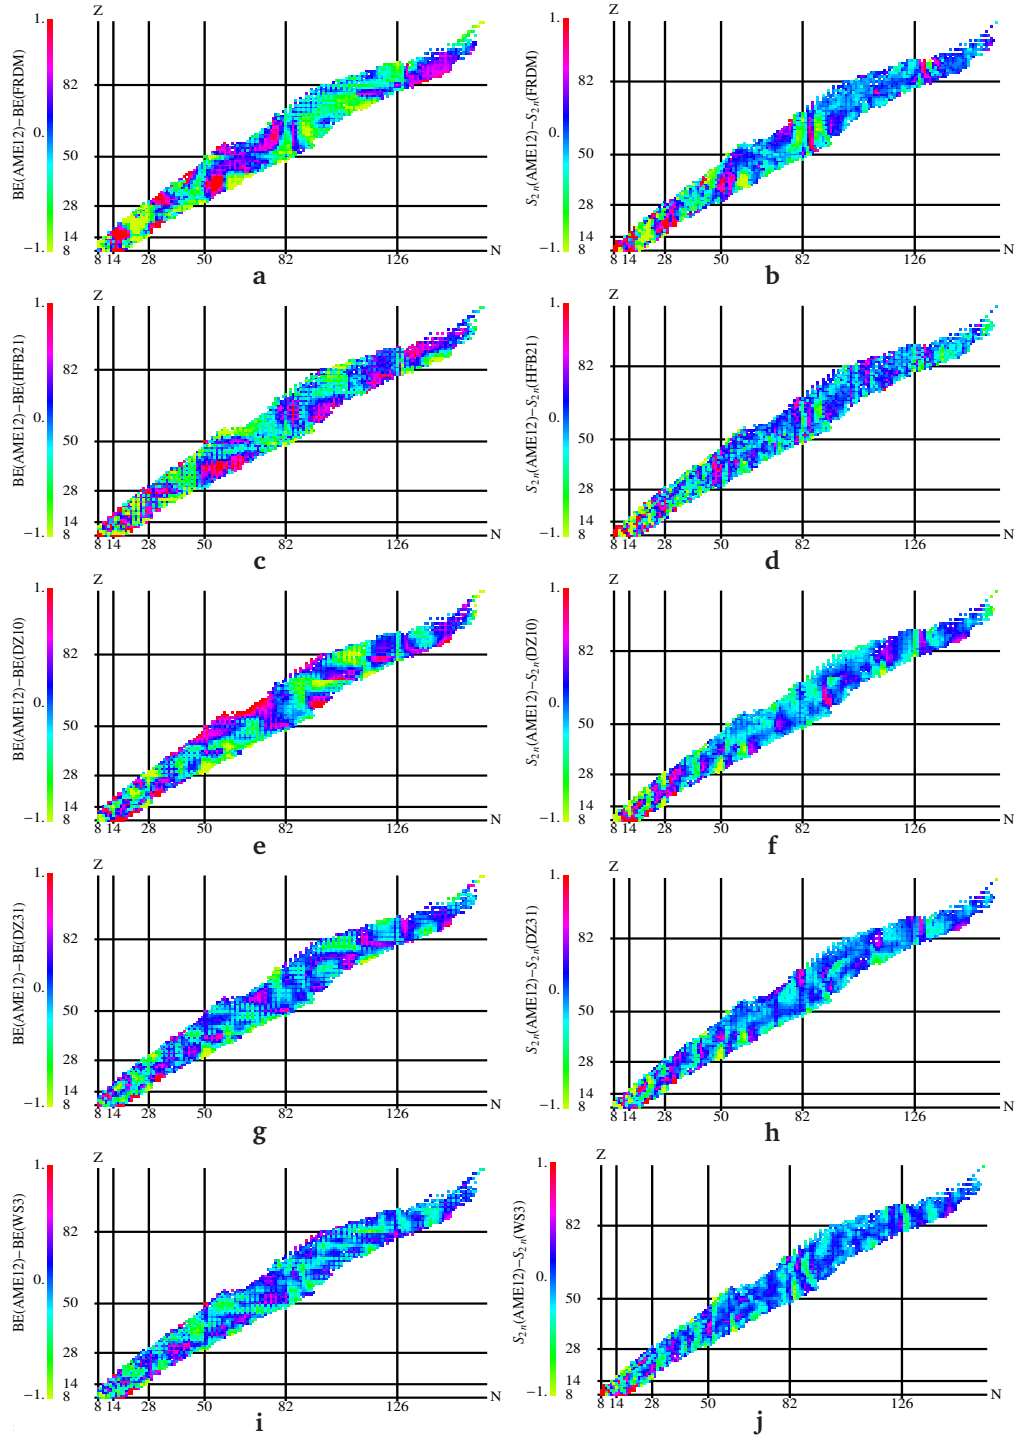 Z
1.
0.
−1.
BE(AME12)−BE(FRDM)
82
50
28
14
8
8 14 28 50 82 126
N
a
Z
1.
0.
−1.
S2n(AME12)−S2n(FRDM)
82
50
28
14
8
8 14 28 50 82 126
N
b
Z
1.
0.
−1.
BE(AME12)−BE(HFB21)
82
50
28
14
8
8 14 28 50 82 126
N
c
Z
1.
0.
−1.
S2n(AME12)−S2n(HFB21)
82
50
28
14
8
8 14 28 50 82 126
N
d
Z
1.
0.
−1.
BE(AME12)−BE(DZ10)
82
50
28
14
8
8 14 28 50 82 126
N
e
Z
1.
0.
−1.
S2n(AME12)−S2n(DZ10)
82
50
28
14
8
8 14 28 50 82 126
N
f
Z
1.
0.
−1.
BE(AME12)−BE(DZ31)
82
50
28
14
8
8 14 28 50 82 126
N
g
Z
1.
0.
−1.
S2n(AME12)−S2n(DZ31)
82
50
28
14
8
8 14 28 50 82 126
N
h
Z
1.
0.
−1.
BE(AME12)−BE(WS3)
82
50
28
14
8
8 14 28 50 82 126
N
i
Z
1.
0.
−1.
S2n(AME12)−S2n(WS3)
82
50
28
14
8
8 14 28 50 82 126
N
j